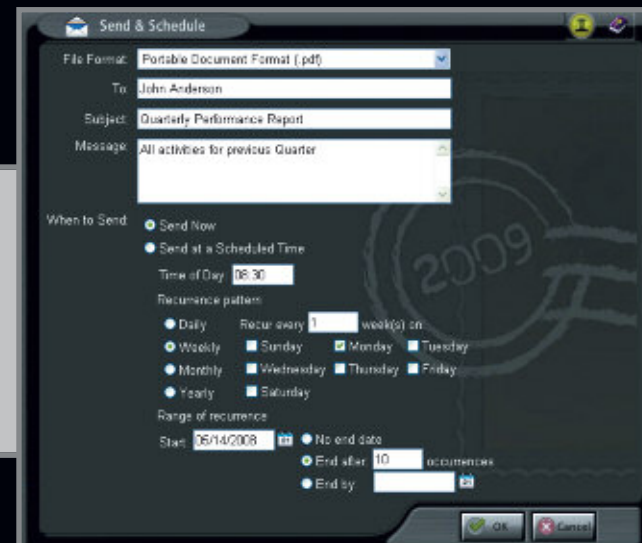 Send & Schedule
File Format: Portable Document Format (.pdf)
To: John Anderson
Subject: Quarterly Performance Report
Message: All activities for previous Quarter
When to Send: Send Now
Send at a Scheduled Time
Time of Day 08:30
Recurrence pattern
Daily Recur every 1 week(s) on:
Weekly Sunday Monday Tuesday
Monthly Wednesday Thursday Friday
Yearly Saturday
Range of recurrence
Start 06/14/2008 No end date
End after 10 occurrences
End by
2009
OK Cancel